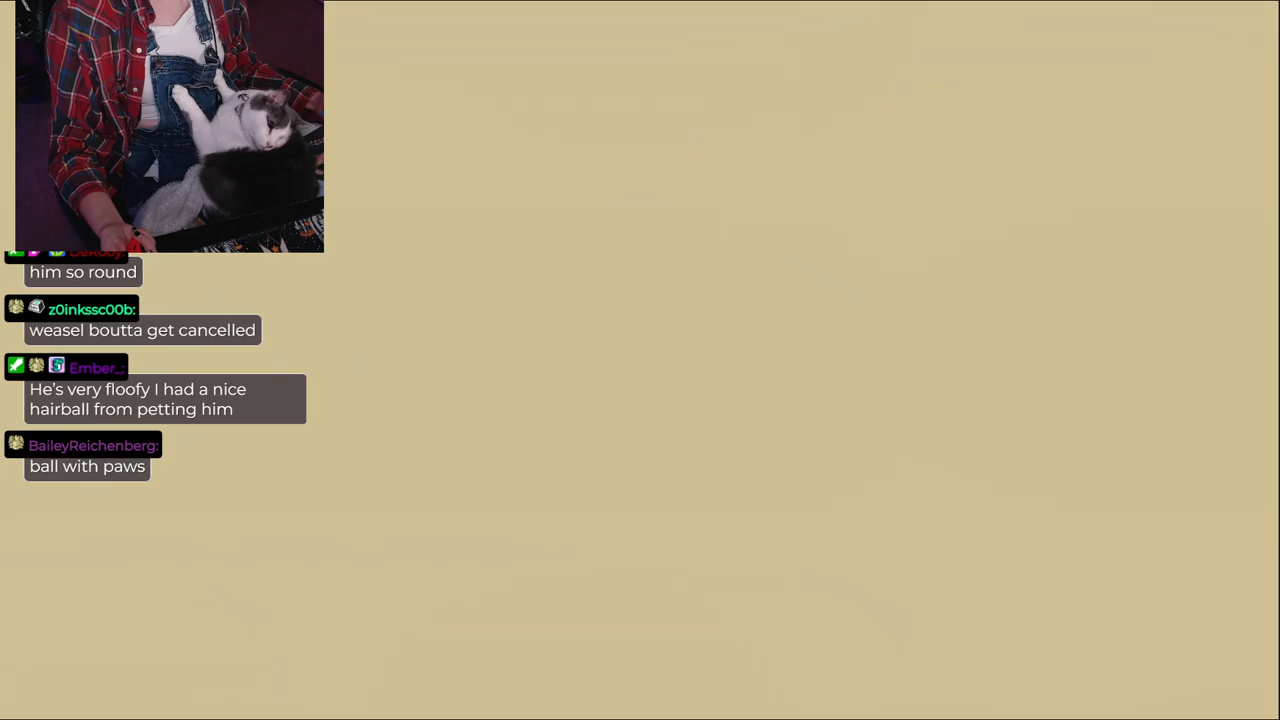 him so round
z0inkssc00b:
weasel boutta get cancelled
Ember_:
He's very floofy I had a nice
hairball from petting him
BaileyReichenberg:
ball with paws